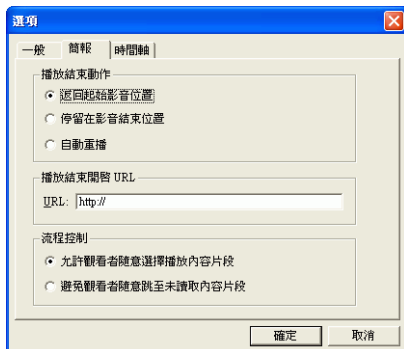 選項
一般 簡報 時間軸
播放結束動作
返回起始影音位置
停留在影音結束位置
自動重播
播放結束開啟 URL
URL: http://
流程控制
允許觀看者隨意選擇播放內容片段
避免觀看者隨意跳至未讀取內容片段
確定 取消